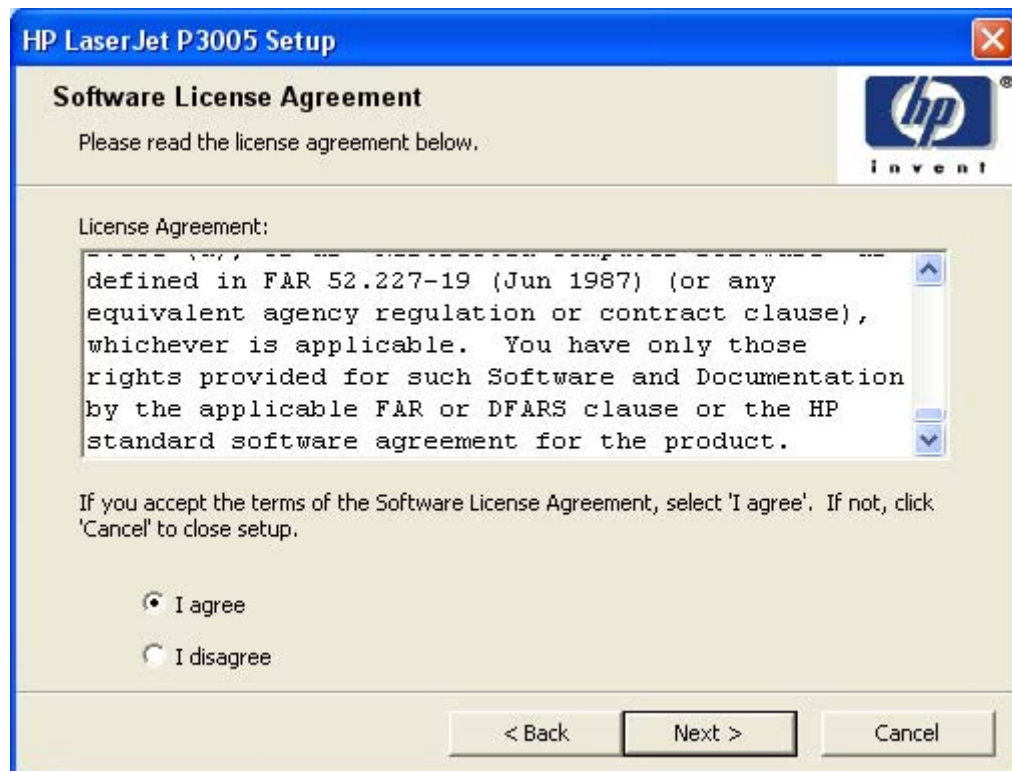 HP LaserJet P3005 Setup
Software License Agreement
Please read the license agreement below.
hp
®
invent
License Agreement:
defined in FAR 52.227-19 (Jun 1987) (or any
equivalent agency regulation or contract clause),
whichever is applicable.  You have only those
rights provided for such Software and Documentation
by the applicable FAR or DFARS clause or the HP
standard software agreement for the product.
If you accept the terms of the Software License Agreement, select 'I agree'.  If not, click
'Cancel' to close setup.
I agree
I disagree
< Back
Next >
Cancel